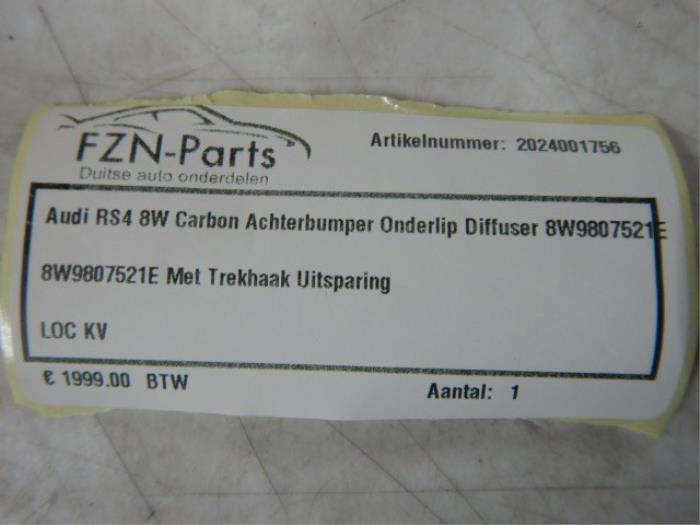 FZN-Parts
Duitse auto onderdelen
Artikelnummer: 2024001756
Audi RS4 8W Carbon Achterbumper Onderlip Diffuser 8W9807521E
8W9807521E Met Trekhaak Uitsparing
LOC KV
€ 1999.00 BTW
Aantal: 1